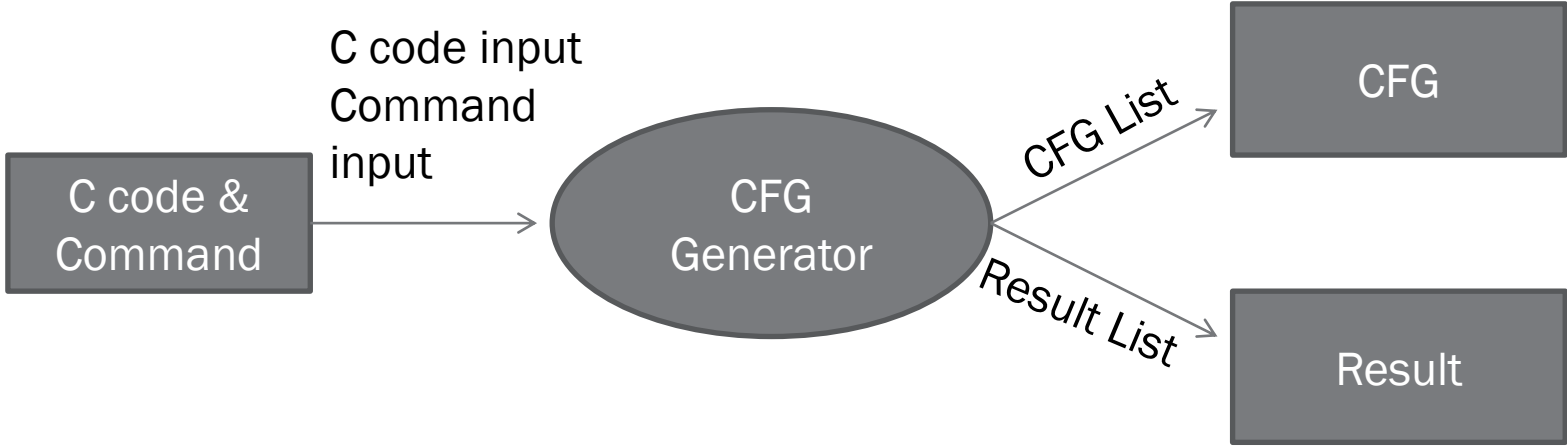 C code &
Command
C code input
Command
input
CFG
Generator
CFG List
Result List
CFG
Result